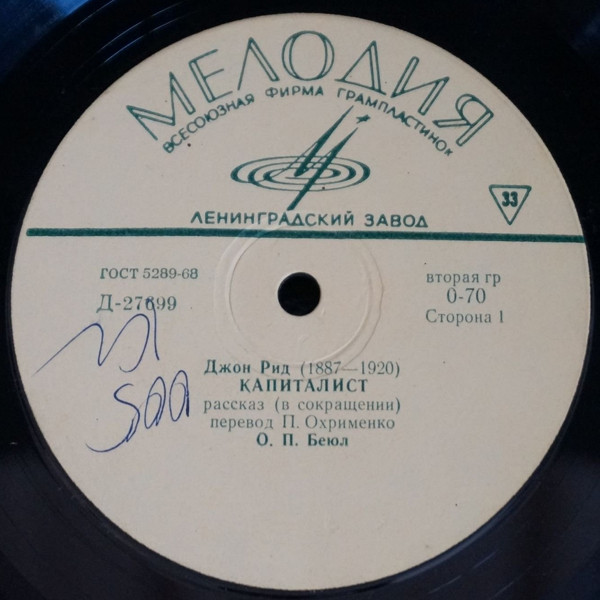 МЕЛОДИЯ
ВСЕСОЮЗНАЯ ФИРМА ГРАМПЛАСТИНОК
ЛЕНИНГРАДСКИЙ ЗАВОД
33
ГОСТ 5289-68
Д-27699
вторая гр
0-70
Сторона 1
Джон Рид (1887—1920)
КАПИТАЛИСТ
рассказ (в сокращении)
перевод П. Охрименко
О. П. Беюл